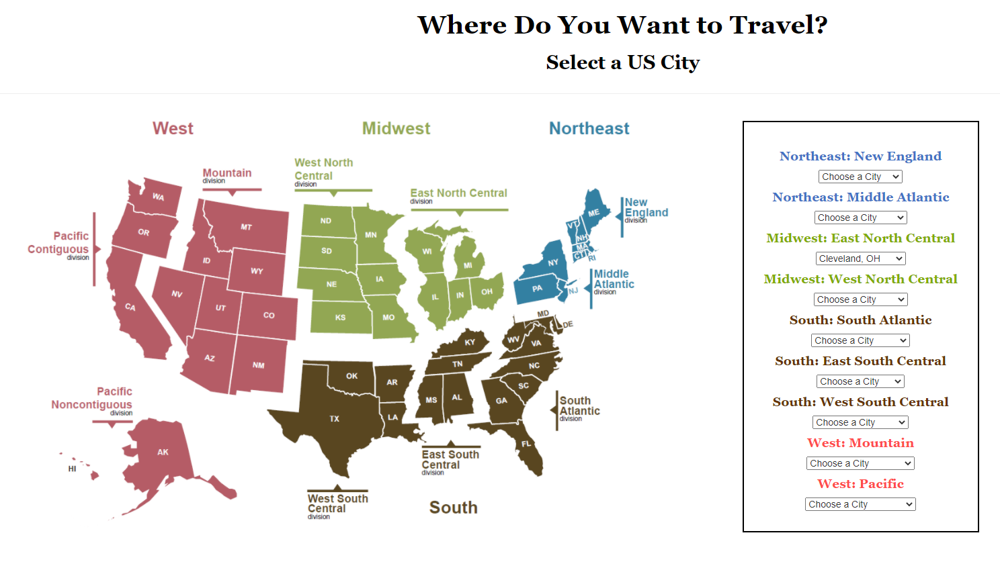 Where Do You Want to Travel?
Select a US City
West
Midwest
Northeast
Mountain
division
West North
Central
division
East North Central
division
New
England
division
Pacific
Contiguous
division
Middle
Atlantic
division
WA
OR
CA
NV
ID
MT
WY
UT
CO
AZ
NM
ND
SD
NE
KS
MN
IA
MO
WI
MI
IL
IN
OH
ME
VT
NH
MA
CT
RI
NY
PA
NJ
MD
DE
WV
VA
KY
TN
NC
SC
GA
FL
OK
AR
TX
LA
MS
AL
Pacific
Noncontiguous
division
AK
HI
South
Atlantic
division
East South
Central
division
West South
Central
division
South
Northeast: New England
Choose a City
Northeast: Middle Atlantic
Choose a City
Midwest: East North Central
Cleveland, OH
Midwest: West North Central
Choose a City
South: South Atlantic
Choose a City
South: East South Central
Choose a City
South: West South Central
Choose a City
West: Mountain
Choose a City
West: Pacific
Choose a City